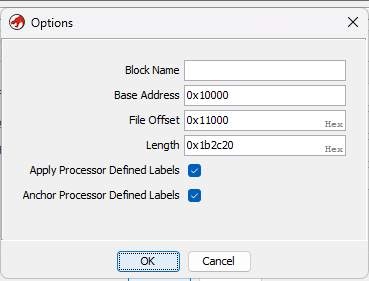 Options
Block Name
Base Address 0x10000
File Offset 0x11000 Hex
Length 0x1b2c20 Hex
Apply Processor Defined Labels
Anchor Processor Defined Labels
OK Cancel